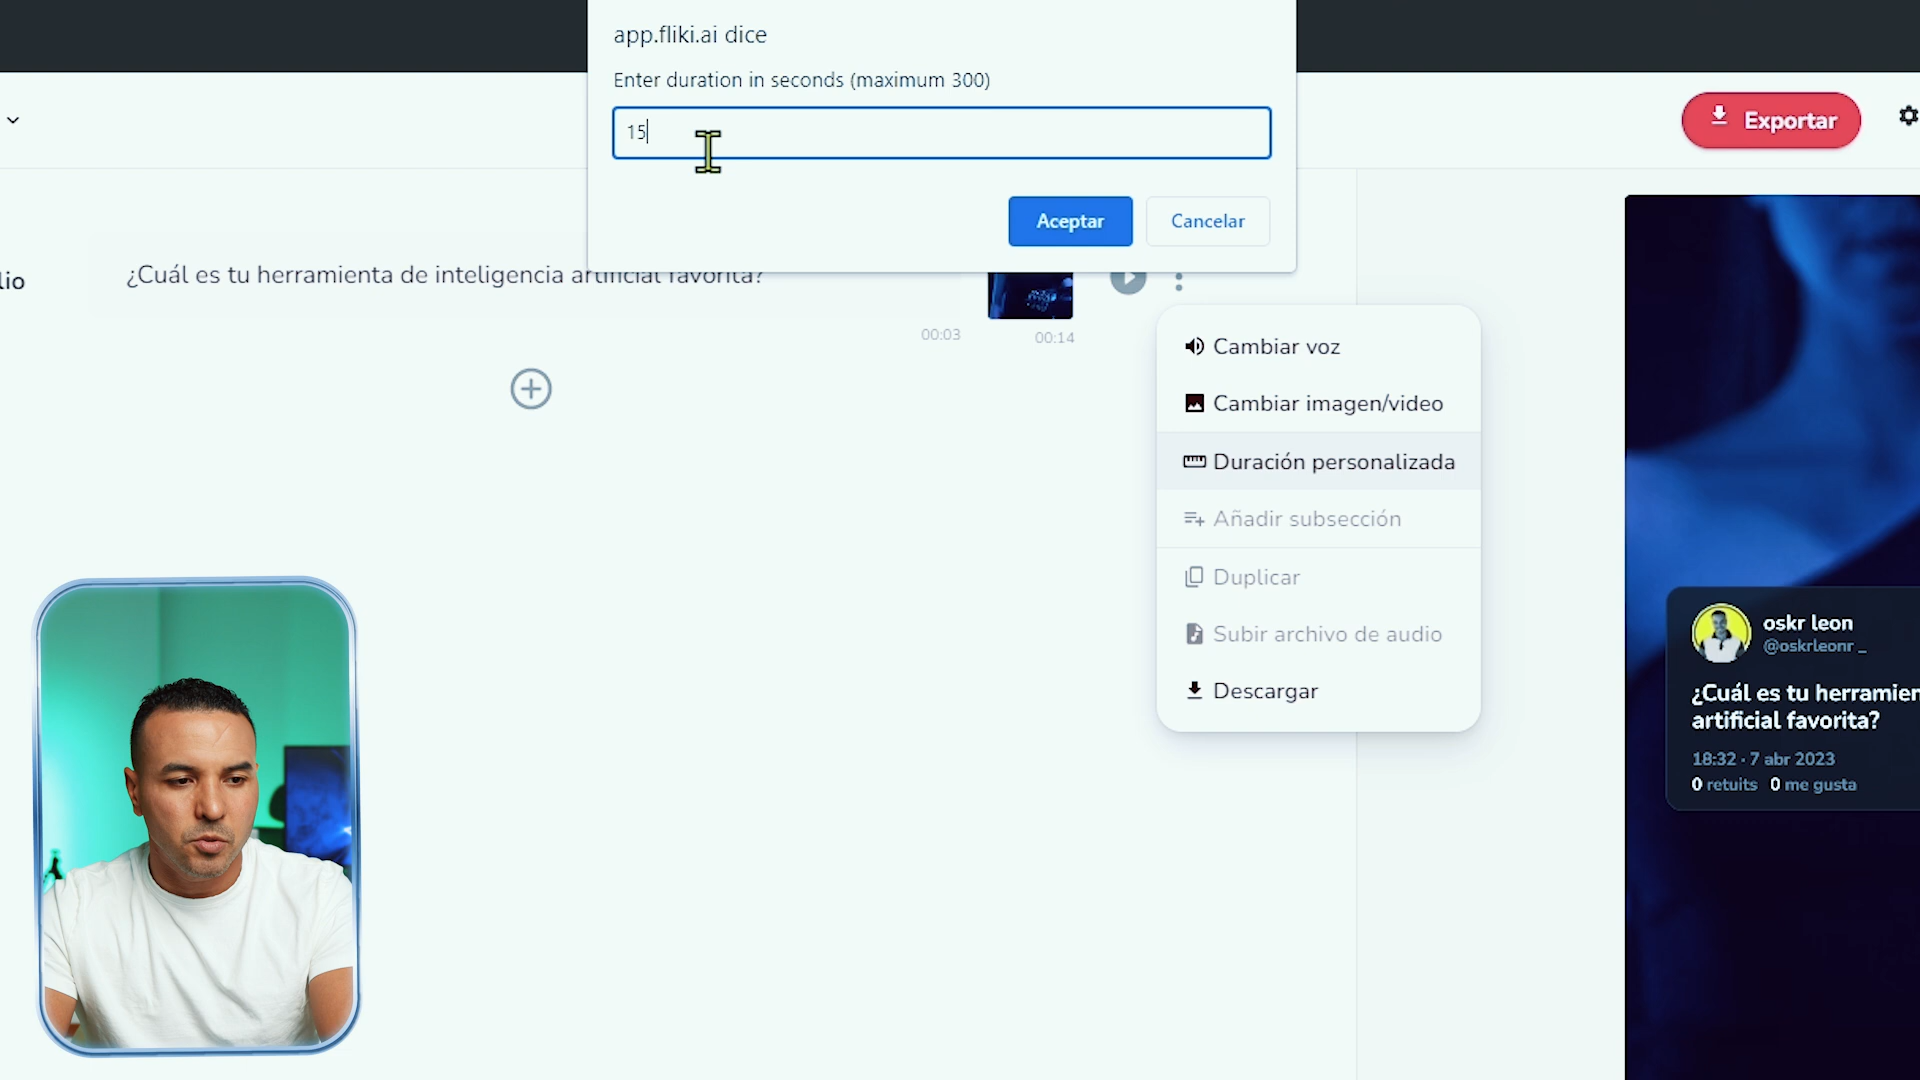 app.fliki.ai dice
Enter duration in seconds (maximum 300)
15
Aceptar
Cancelar
Exportar
lio
¿Cuál es tu herramienta de inteligencia artificial favorita?
00:03
00:14
Cambiar voz
Cambiar imagen/video
Duración personalizada
Añadir subsección
Duplicar
Subir archivo de audio
Descargar
oskr leon
@oskrleonr _
¿Cuál es tu herramien
artificial favorita?
18:32 · 7 abr 2023
0 retuits 0 me gusta